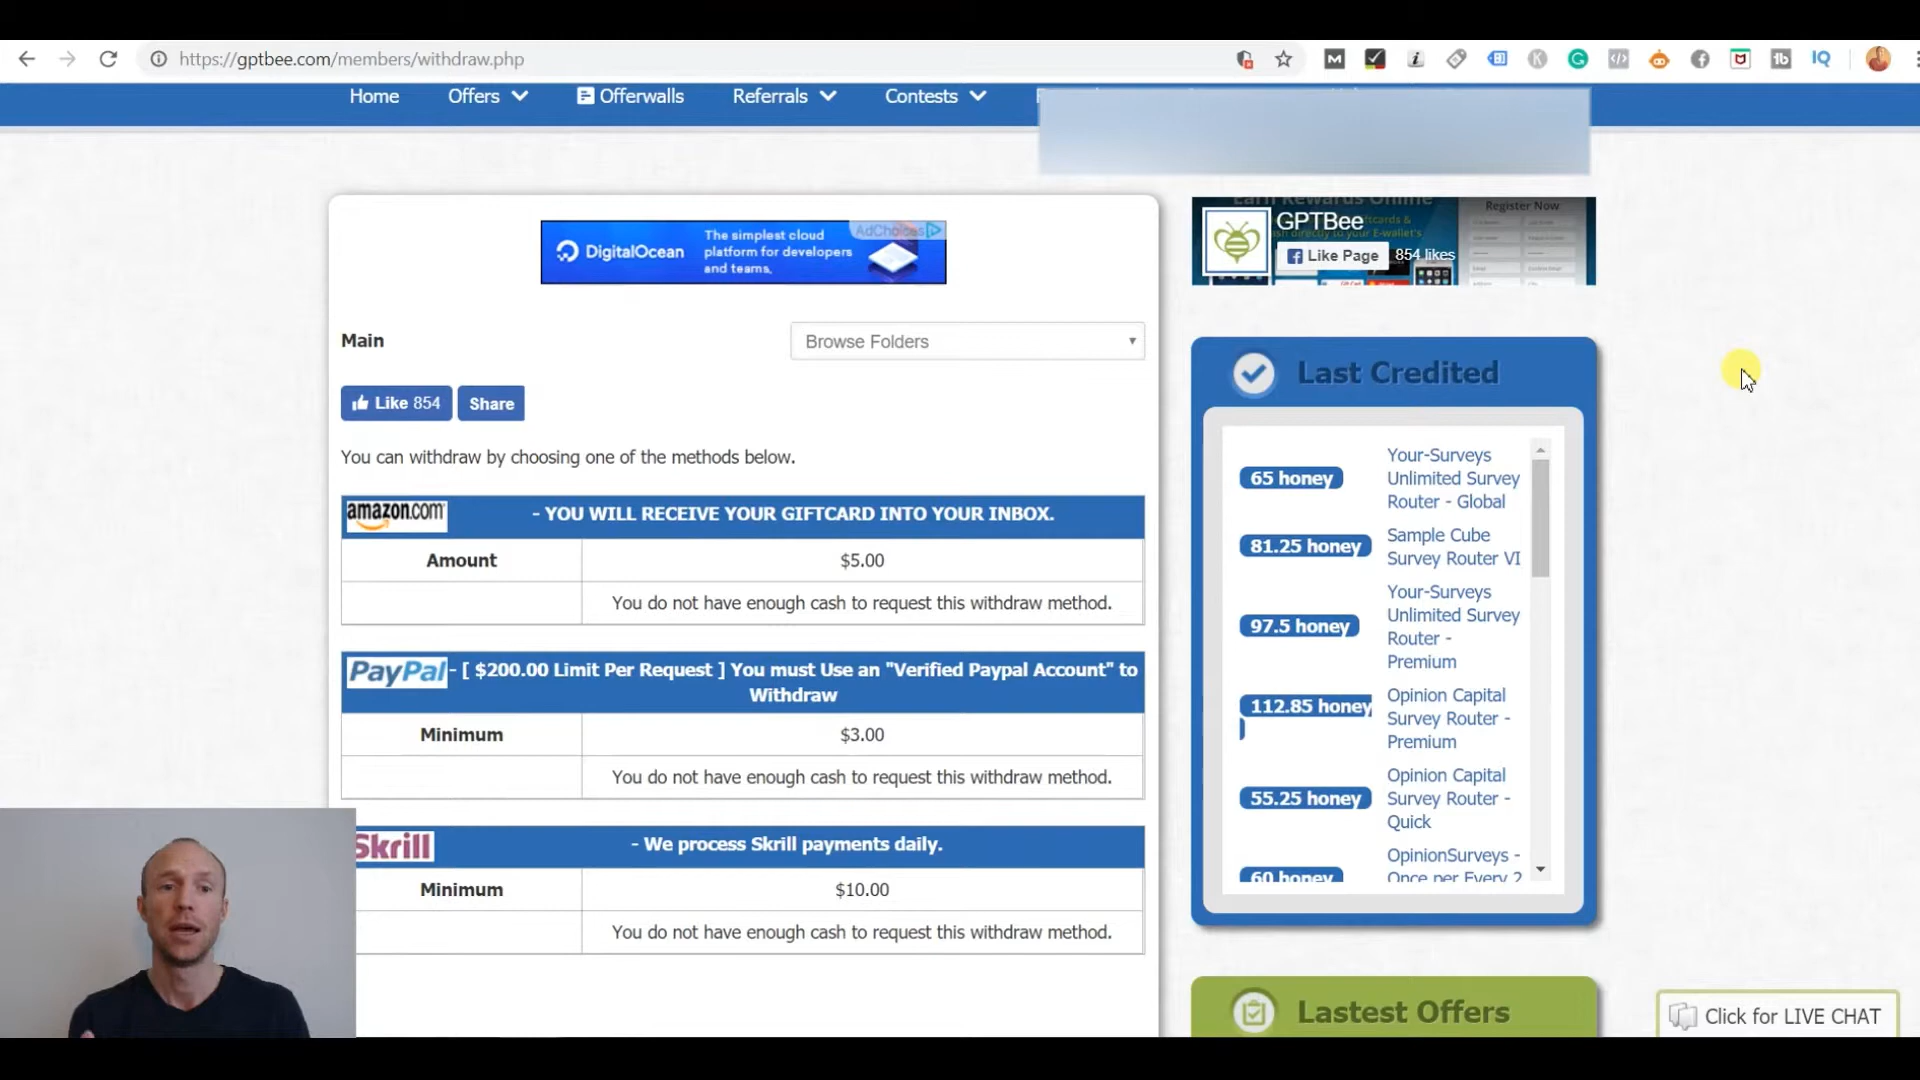 https://gptbee.com/members/withdraw.php
Home Offers Offerwalls Referrals Contests
GPTBee
Like Page 854 likes
Register Now
DigitalOcean
The simplest cloud
platform for developers
and teams.
AdChoices
Main
Browse Folders
Like 854 Share
You can withdraw by choosing one of the methods below.
amazon.com - YOU WILL RECEIVE YOUR GIFTCARD INTO YOUR INBOX.
Amount $5.00
You do not have enough cash to request this withdraw method.
PayPal - [ $200.00 Limit Per Request ] You must Use an "Verified Paypal Account" to
Withdraw
Minimum $3.00
You do not have enough cash to request this withdraw method.
Skrill - We process Skrill payments daily.
Minimum $10.00
You do not have enough cash to request this withdraw method.
Last Credited
65 honey
Your-Surveys
Unlimited Survey
Router - Global
81.25 honey
Sample Cube
Survey Router VI
97.5 honey
Your-Surveys
Unlimited Survey
Router -
Premium
112.85 honey
Opinion Capital
Survey Router -
Premium
55.25 honey
Opinion Capital
Survey Router -
Quick
60 honey
OpinionSurveys -
Once per Every 2
Lastest Offers
Click for LIVE CHAT